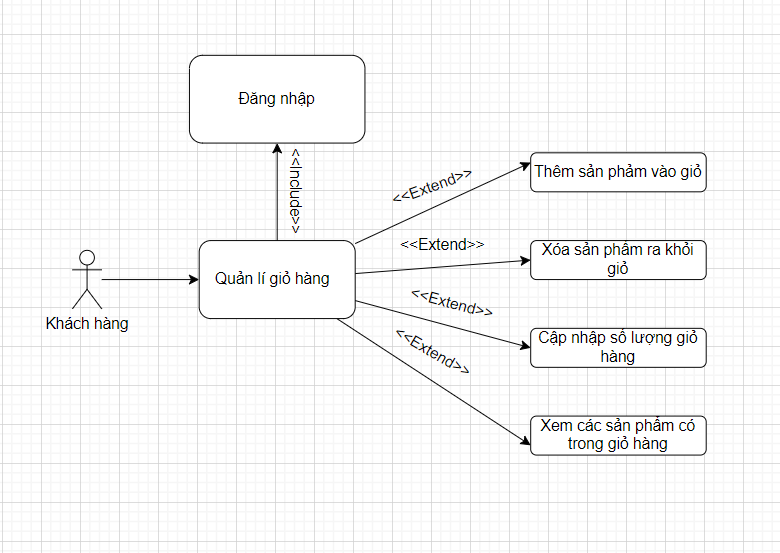 Đăng nhập
<<Include>>
Khách hàng
Quản lí giỏ hàng
<<Extend>>
Thêm sản phảm vào giỏ
<<Extend>>
Xóa sản phẩm ra khỏi
giỏ
<<Extend>>
Cập nhập số lượng giỏ
hàng
<<Extend>>
Xem các sản phẩm có
trong giỏ hàng